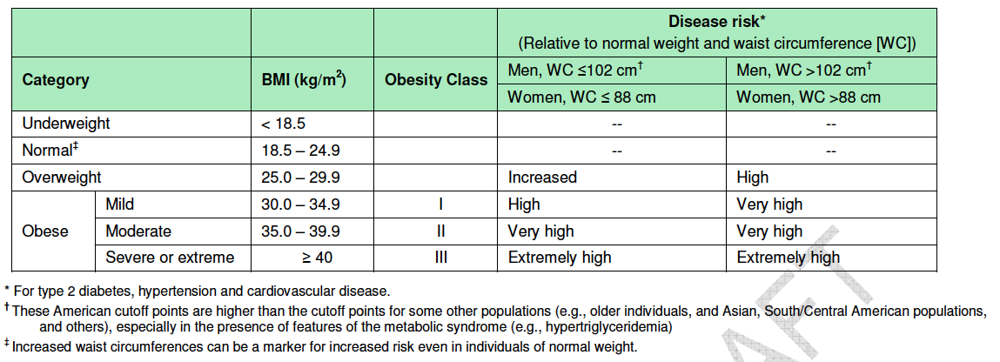 Disease risk*
(Relative to normal weight and waist circumference [WC])
Category BMI (kg/m²) Obesity Class Men, WC ≤102 cm† Men, WC >102 cm†
Women, WC ≤ 88 cm Women, WC >88 cm
Underweight < 18.5 -- --
Normal‡ 18.5 – 24.9 -- --
Overweight 25.0 – 29.9 Increased High
Obese Mild 30.0 – 34.9 I High Very high
Moderate 35.0 – 39.9 II Very high Very high
Severe or extreme ≥ 40 III Extremely high Extremely high
* For type 2 diabetes, hypertension and cardiovascular disease.
† These American cutoff points are higher than the cutoff points for some other populations (e.g., older individuals, and Asian, South/Central American populations,
and others), especially in the presence of features of the metabolic syndrome (e.g., hypertriglyceridemia)
‡ Increased waist circumferences can be a marker for increased risk even in individuals of normal weight.